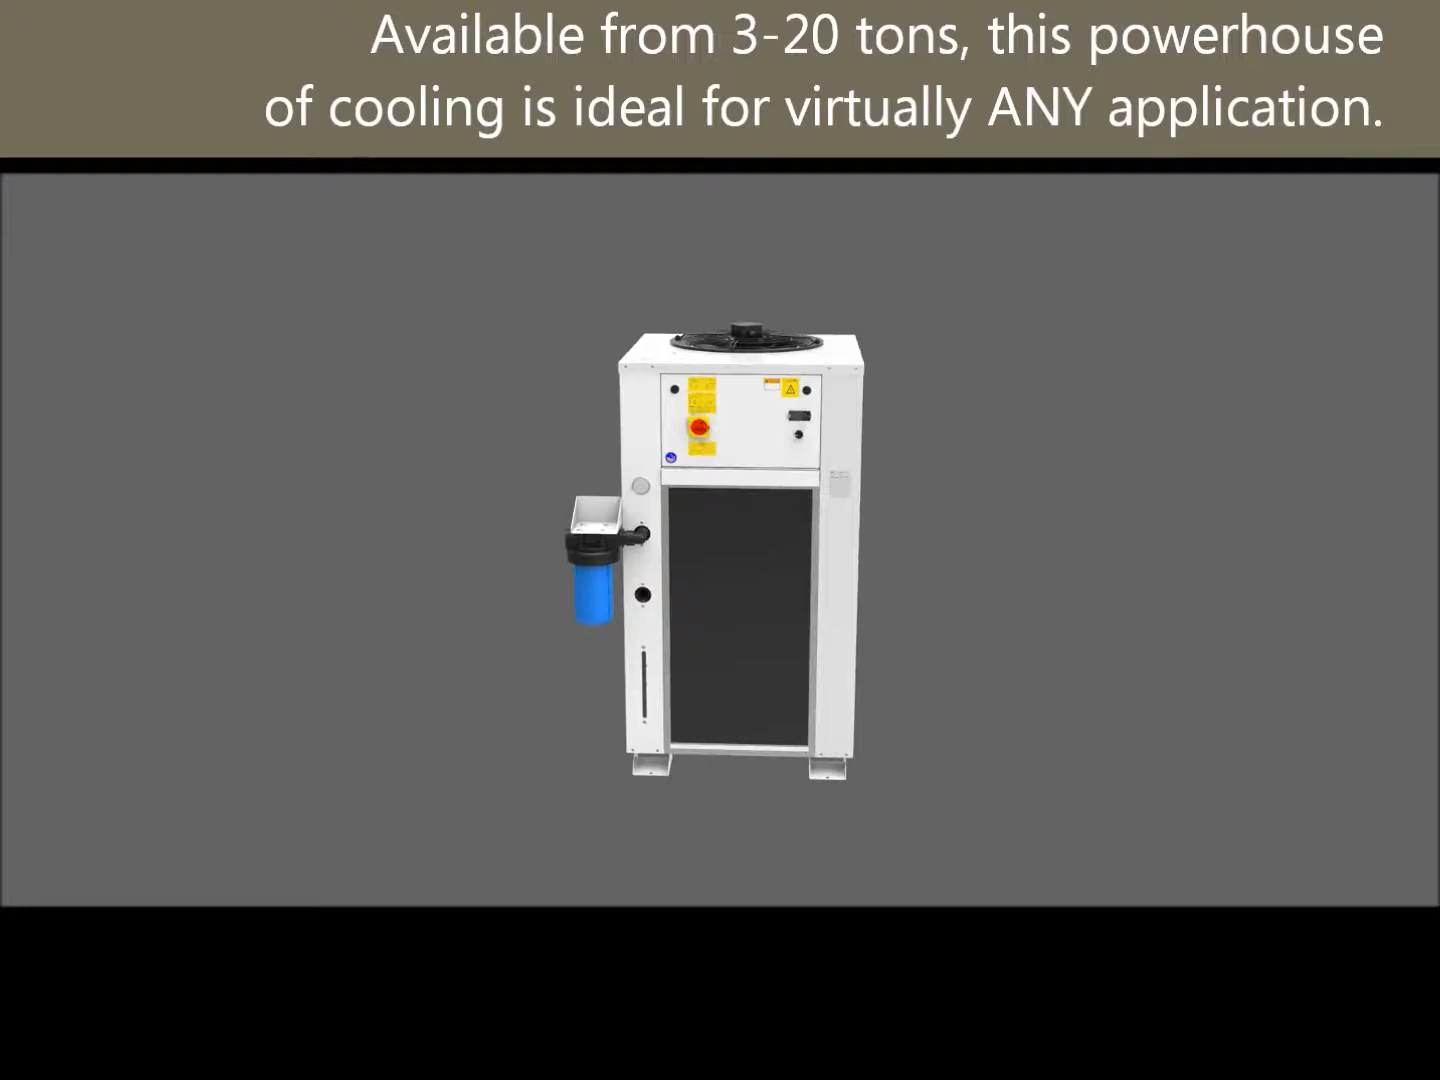 Available from 3-20 tons, this powerhouse
of cooling is ideal for virtually ANY application.